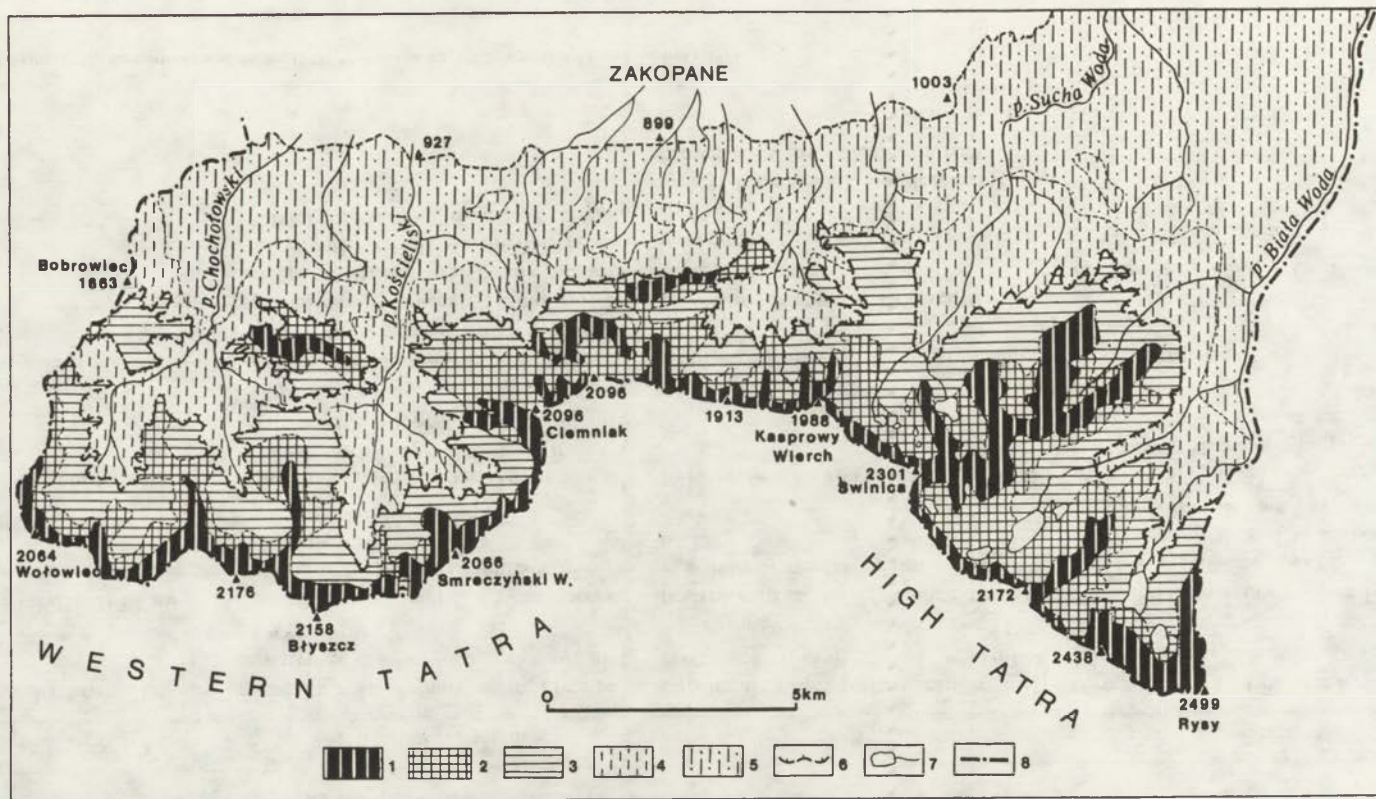 ZAKOPANE
1003
p. Sucha Woda
899
927
p. Chochołowski
p. Kościeliski
p. Biała Woda
Bobrowiec
1663
2096
2096
Ciemniak
1913
1988
Kasprowy
Wierch
2301
Swinica
2064
Wołowiec
2176
2066
Smreczyński W.
2158
Błyszcz
2172
2438
2499
Rysy
WESTERN TATRA
HIGH TATRA
0 5km
1 2 3 4 5 6 7 8